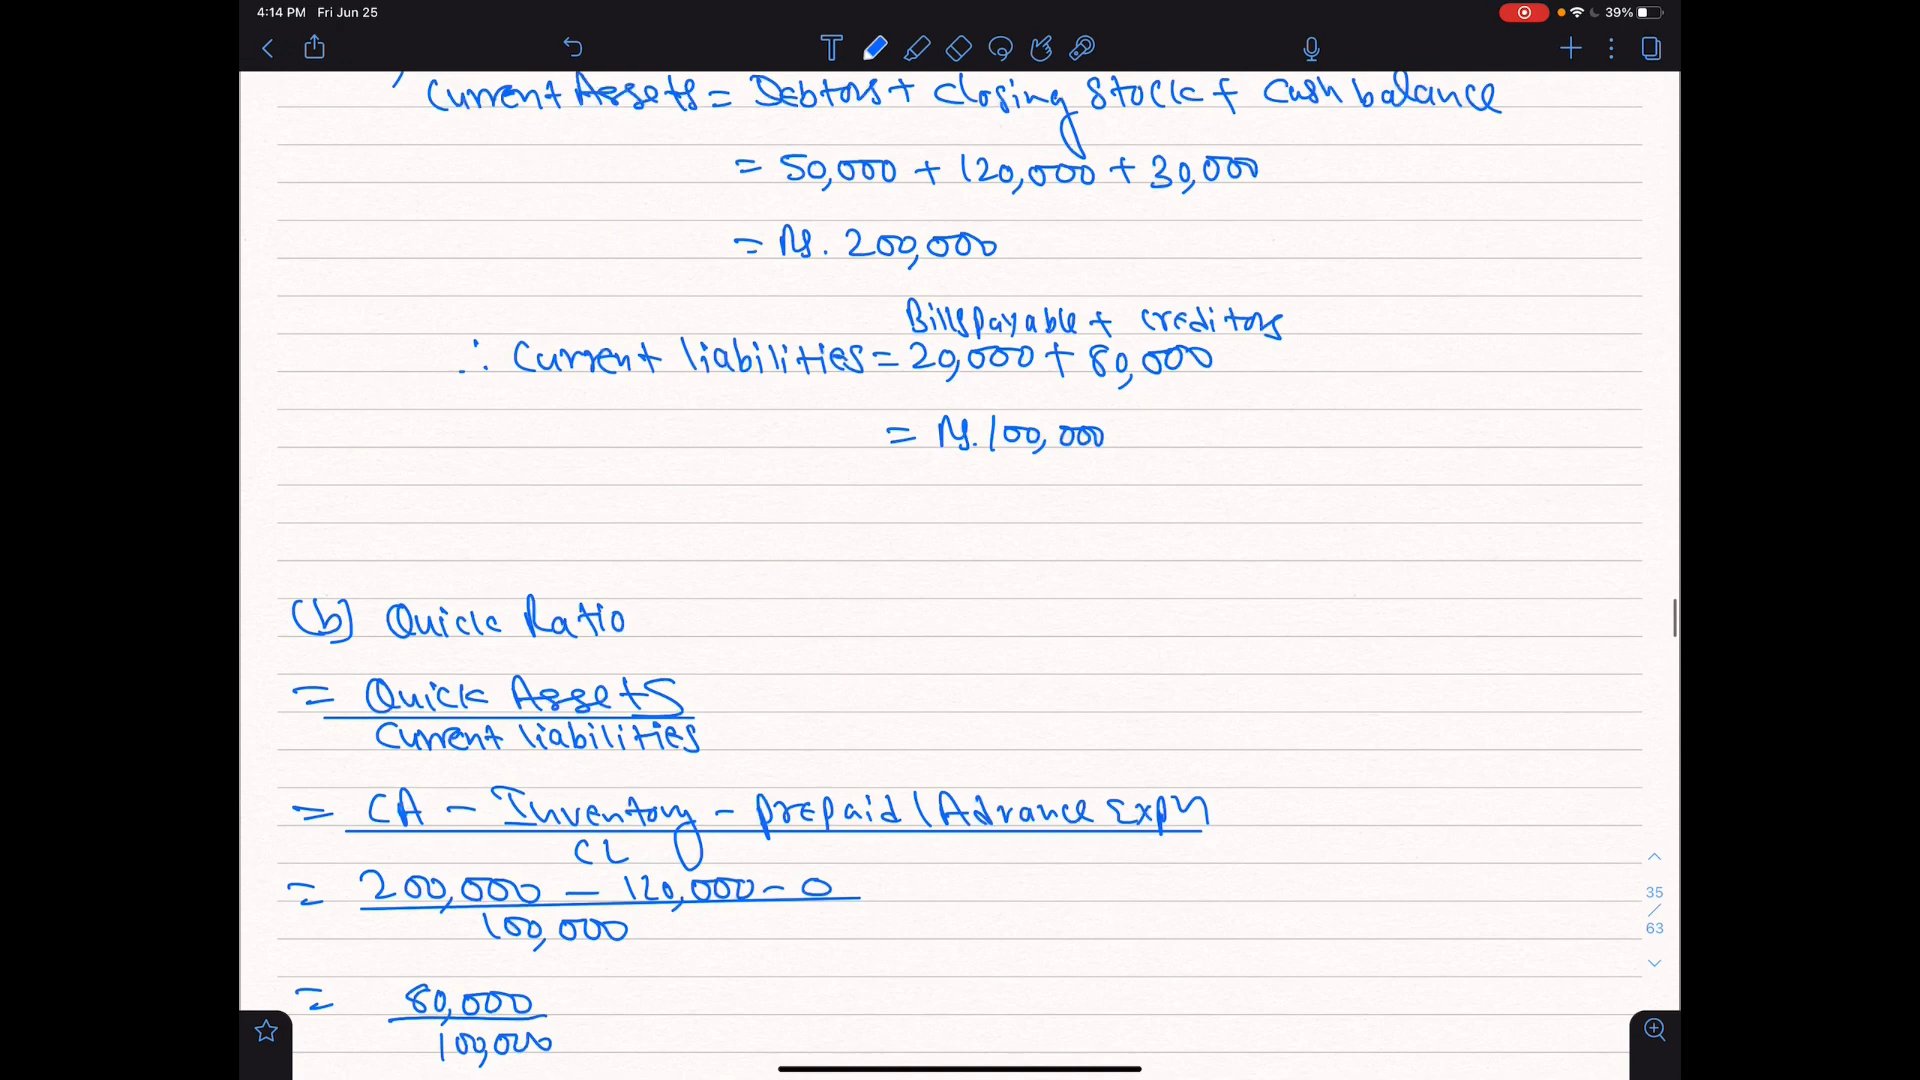 4:14 PM Fri Jun 25
39%
Current Assets = Debtors + Closing Stock + Cash balance
= 50,000 + 120,000 + 30,000
= Rs. 200,000
Bills payable + creditors
∴ Current liabilities = 20,000 + 80,000
= Rs. 100,000
(b) Quick Ratio
= Quick Assets
Current liabilities
= CA - Inventory - prepaid / Advance Expn
CL
= 200,000 - 120,000 - 0
100,000
= 80,000
100,000
35
/
63